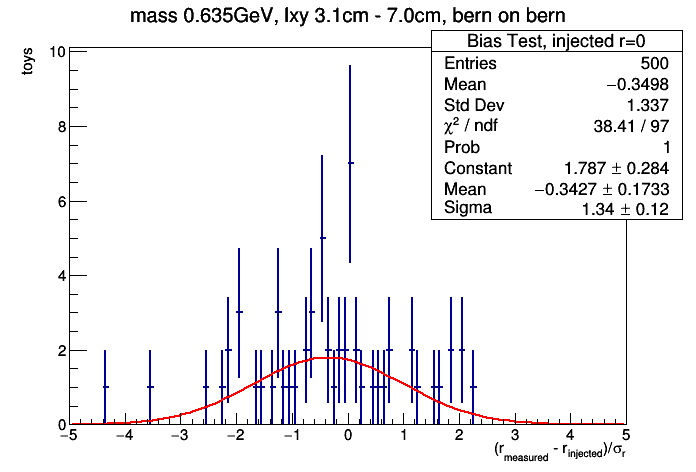 mass 0.635GeV, lxy 3.1cm - 7.0cm, bern on bern
toys
Bias Test, injected r=0
Entries 500
Mean −0.3498
Std Dev 1.337
χ² / ndf 38.41 / 97
Prob 1
Constant 1.787 ± 0.284
Mean −0.3427 ± 0.1733
Sigma 1.34 ± 0.12
10
8
6
4
2
0
−5 −4 −3 −2 −1 0 1 2 3 4 5
(r_measured - r_injected)/σ_r